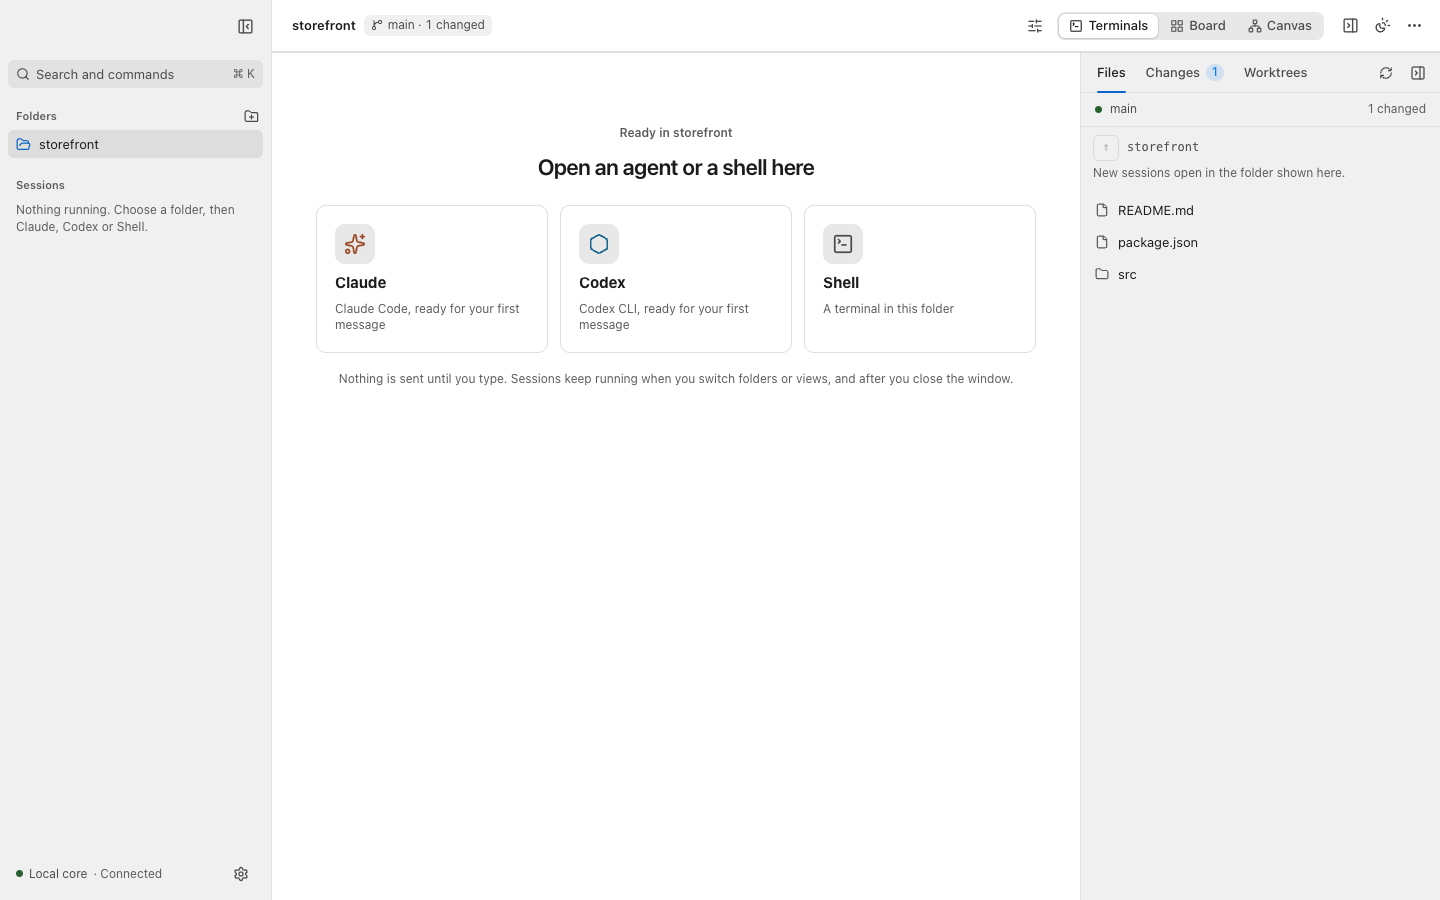 storefront
main · 1 changed
Terminals
Board
Canvas
Search and commands
⌘ K
Folders
storefront
Sessions
Nothing running. Choose a folder, then
Claude, Codex or Shell.
Local core · Connected
Ready in storefront
Open an agent or a shell here
Claude
Claude Code, ready for your first
message
Codex
Codex CLI, ready for your first
message
Shell
A terminal in this folder
Nothing is sent until you type. Sessions keep running when you switch folders or views, and after you close the window.
Files
Changes 1
Worktrees
main
1 changed
↑ storefront
New sessions open in the folder shown here.
README.md
package.json
src